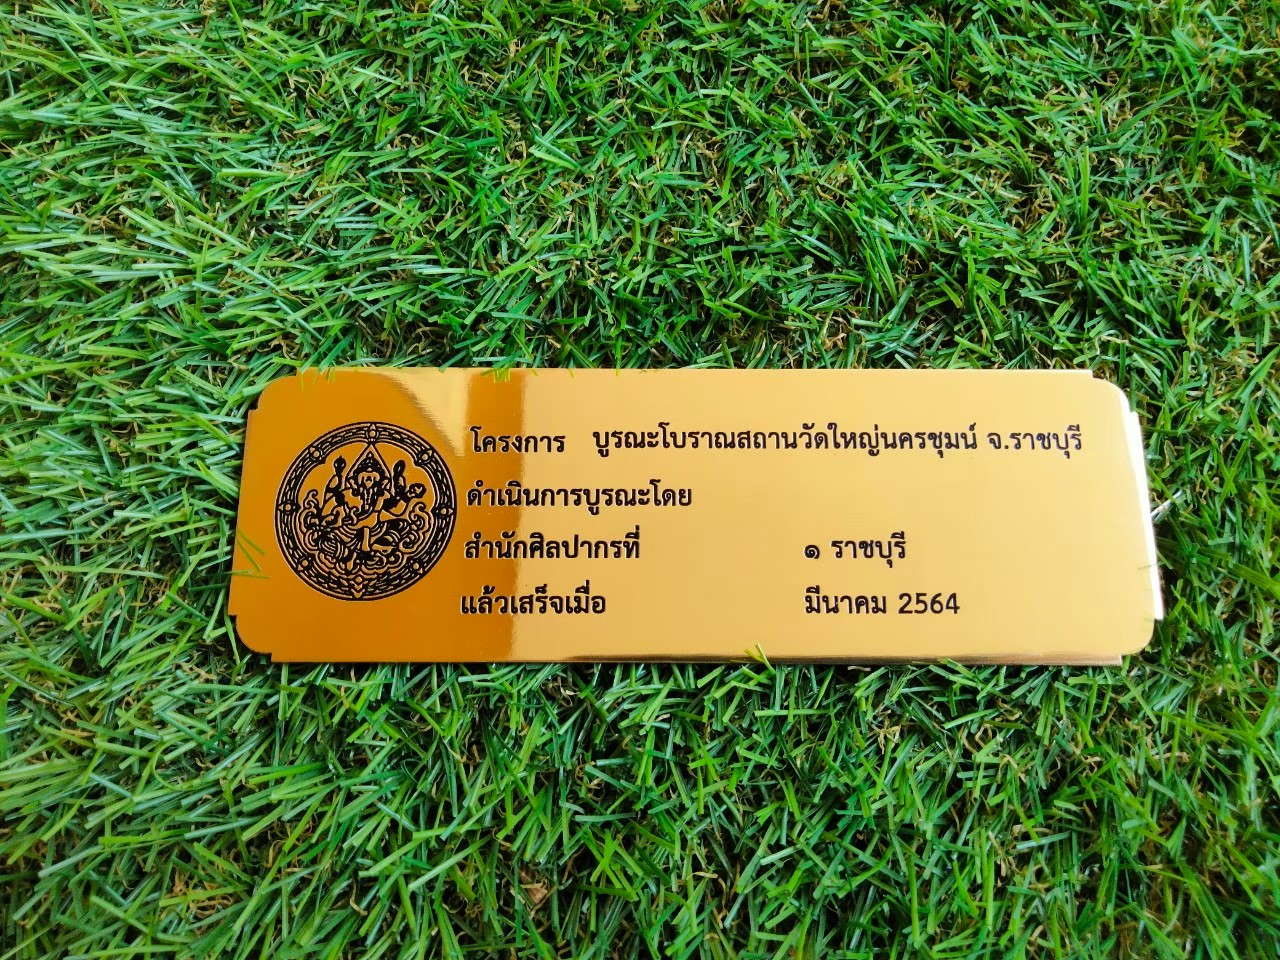 โครงการ บูรณะโบราณสถานวัดใหญ่นครชุมน์ จ.ราชบุรี
ดำเนินการบูรณะโดย
สำนักศิลปากรที่ ๑ ราชบุรี
แล้วเสร็จเมื่อ มีนาคม 2564